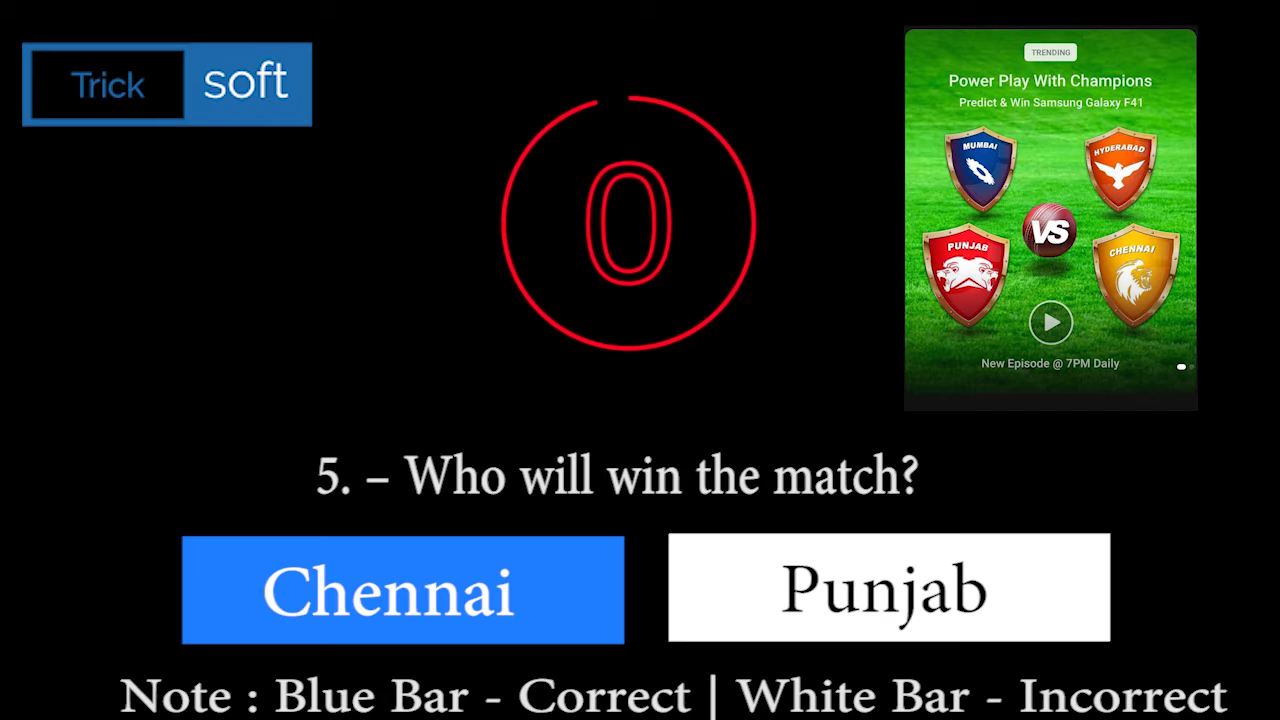 Trick soft
0
TRENDING
Power Play With Champions
Predict & Win Samsung Galaxy F41
MUMBAI
HYDERABAD
VS
PUNJAB
CHENNAI
New Episode @ 7PM Daily
5. – Who will win the match?
Chennai
Punjab
Note : Blue Bar - Correct | White Bar - Incorrect